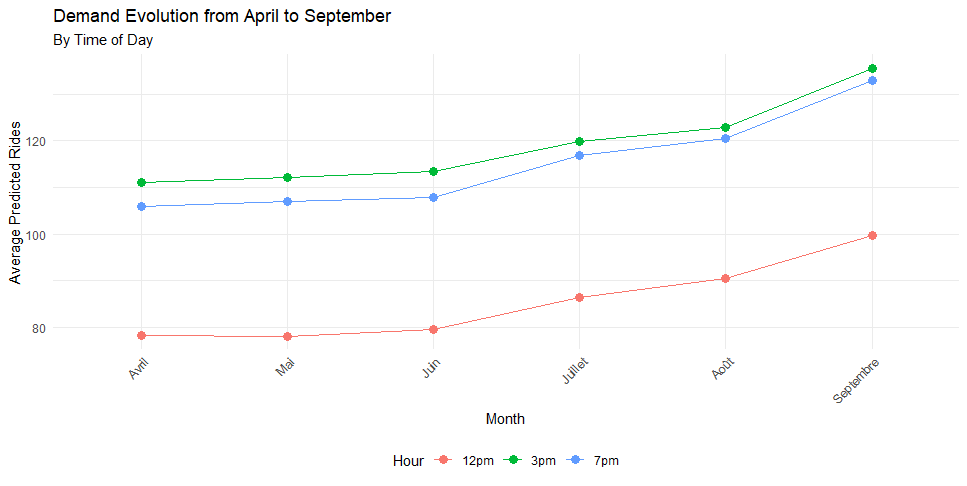 Demand Evolution from April to September
By Time of Day
Average Predicted Rides
120
100
80
Avril
Mai
Juin
Juillet
Août
Septembre
Month
Hour 12pm 3pm 7pm